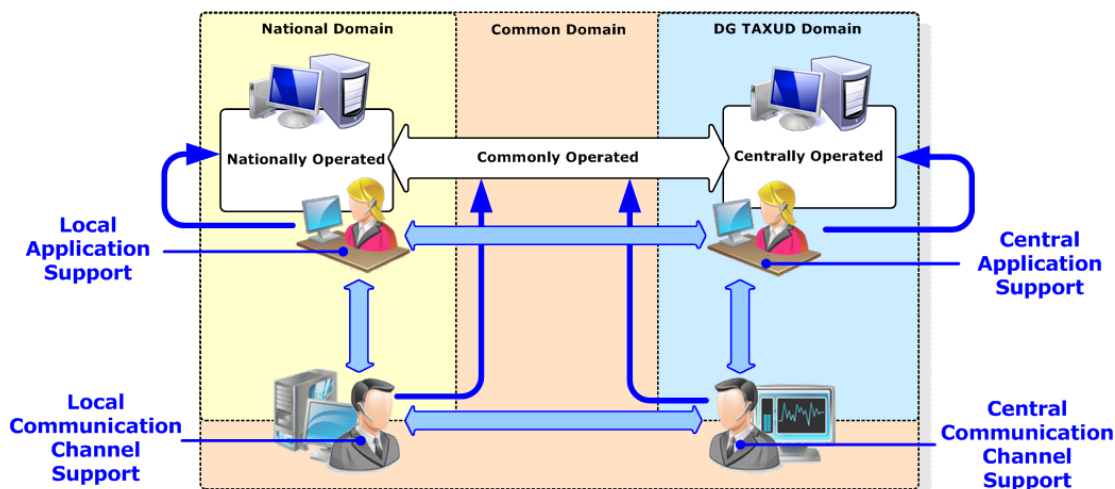 National Domain
Common Domain
DG TAXUD Domain
Nationally Operated
Commonly Operated
Centrally Operated
Local
Application
Support
Central
Application
Support
Local
Communication
Channel
Support
Central
Communication
Channel
Support